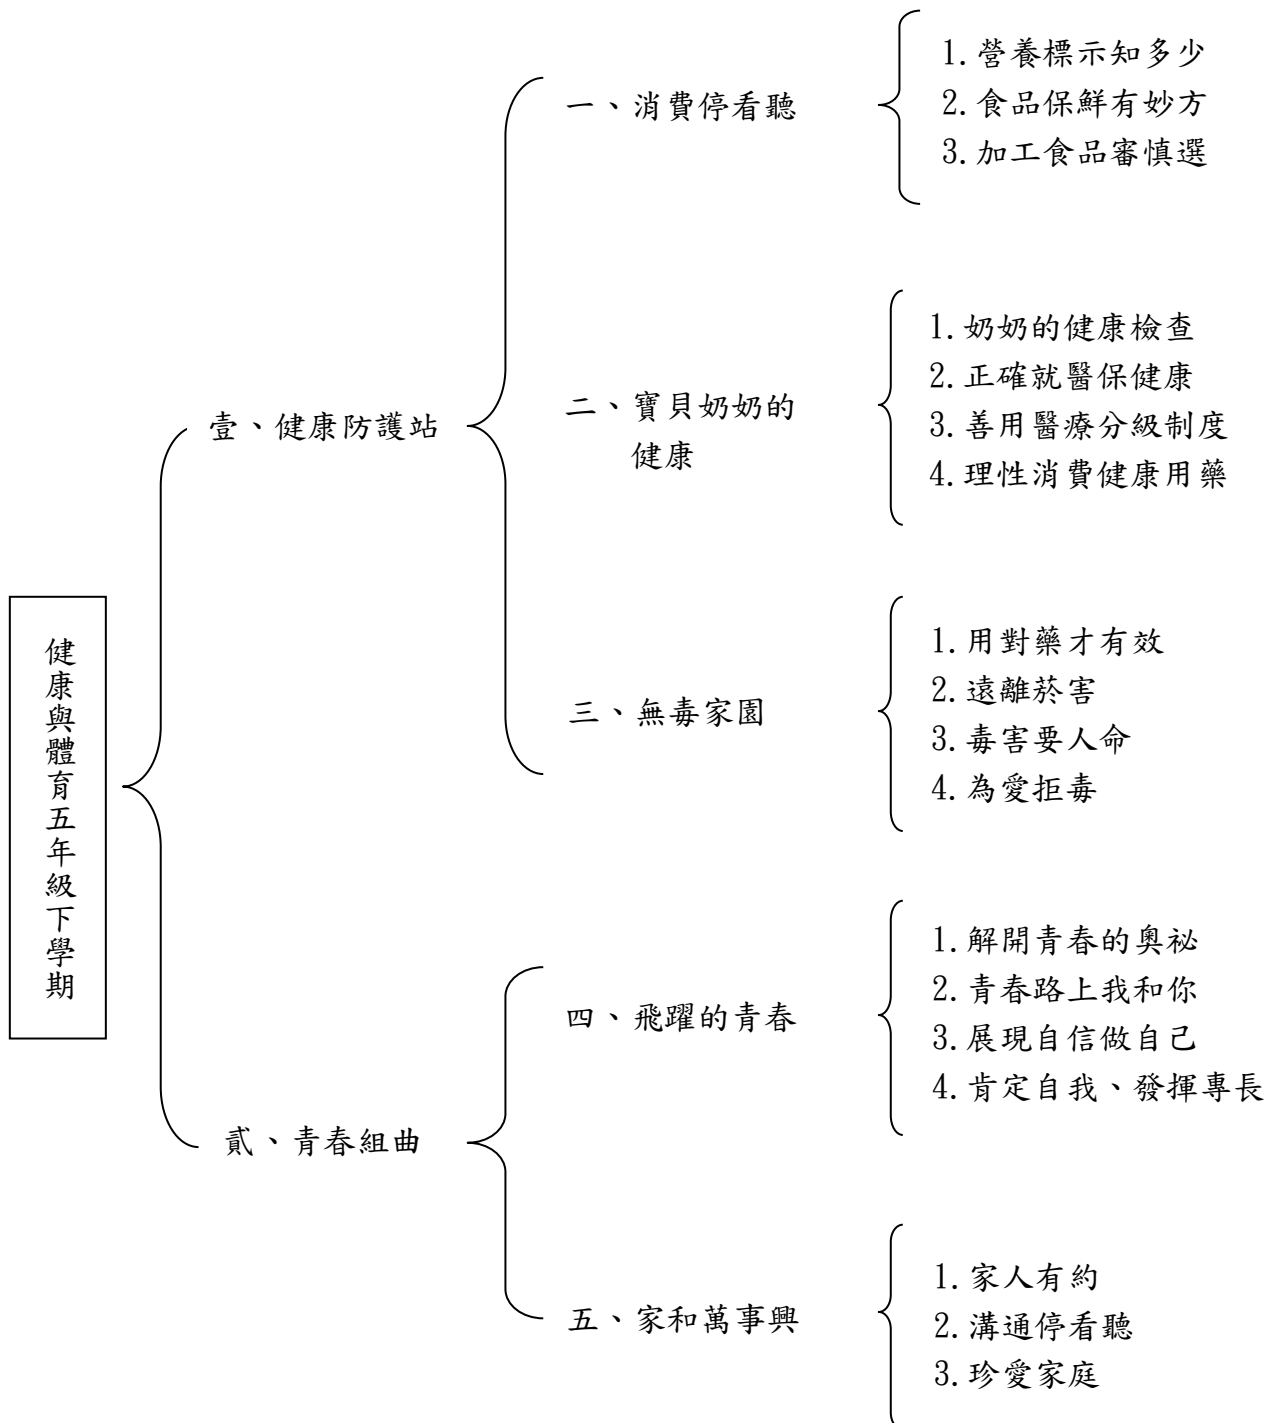 健康與體育五年級下學期
壹、健康防護站
一、消費停看聽
1.營養標示知多少
2.食品保鮮有妙方
3.加工食品審慎選
二、寶貝奶奶的
健康
1.奶奶的健康檢查
2.正確就醫保健康
3.善用醫療分級制度
4.理性消費健康用藥
三、無毒家園
1.用對藥才有效
2.遠離菸害
3.毒害要人命
4.為愛拒毒
貳、青春組曲
四、飛躍的青春
1.解開青春的奧祕
2.青春路上我和你
3.展現自信做自己
4.肯定自我、發揮專長
五、家和萬事興
1.家人有約
2.溝通停看聽
3.珍愛家庭